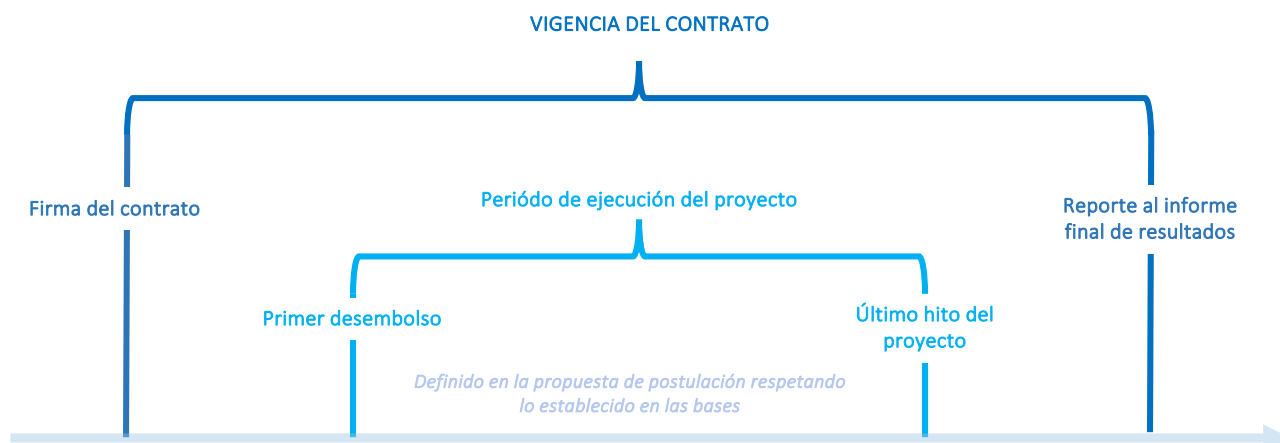 VIGENCIA DEL CONTRATO
Firma del contrato
Periódo de ejecución del proyecto
Reporte al informe
final de resultados
Primer desembolso
Último hito del
proyecto
Definido en la propuesta de postulación respetando
lo establecido en las bases